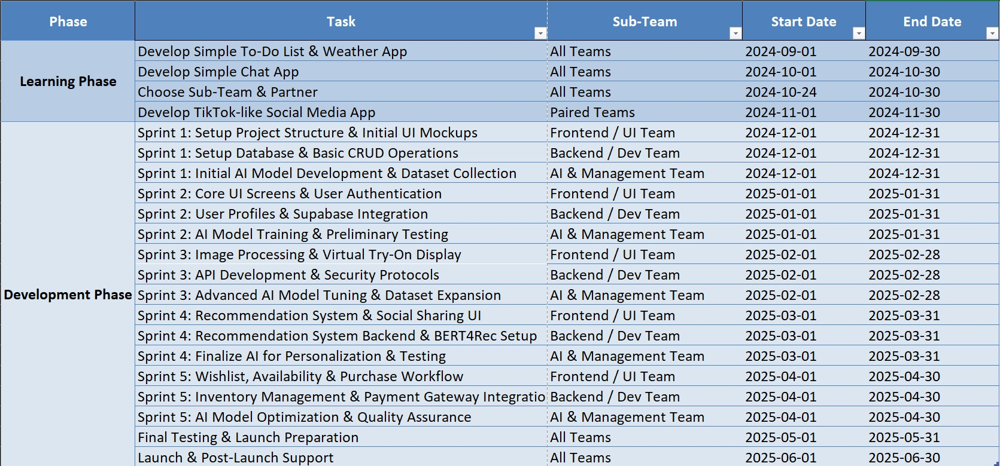 Phase Task Sub-Team Start Date End Date
Learning Phase
Develop Simple To-Do List & Weather App All Teams 2024-09-01 2024-09-30
Develop Simple Chat App All Teams 2024-10-01 2024-10-30
Choose Sub-Team & Partner All Teams 2024-10-24 2024-10-30
Develop TikTok-like Social Media App Paired Teams 2024-11-01 2024-11-30
Development Phase
Sprint 1: Setup Project Structure & Initial UI Mockups Frontend / UI Team 2024-12-01 2024-12-31
Sprint 1: Setup Database & Basic CRUD Operations Backend / Dev Team 2024-12-01 2024-12-31
Sprint 1: Initial AI Model Development & Dataset Collection AI & Management Team 2024-12-01 2024-12-31
Sprint 2: Core UI Screens & User Authentication Frontend / UI Team 2025-01-01 2025-01-31
Sprint 2: User Profiles & Supabase Integration Backend / Dev Team 2025-01-01 2025-01-31
Sprint 2: AI Model Training & Preliminary Testing AI & Management Team 2025-01-01 2025-01-31
Sprint 3: Image Processing & Virtual Try-On Display Frontend / UI Team 2025-02-01 2025-02-28
Sprint 3: API Development & Security Protocols Backend / Dev Team 2025-02-01 2025-02-28
Sprint 3: Advanced AI Model Tuning & Dataset Expansion AI & Management Team 2025-02-01 2025-02-28
Sprint 4: Recommendation System & Social Sharing UI Frontend / UI Team 2025-03-01 2025-03-31
Sprint 4: Recommendation System Backend & BERT4Rec Setup Backend / Dev Team 2025-03-01 2025-03-31
Sprint 4: Finalize AI for Personalization & Testing AI & Management Team 2025-03-01 2025-03-31
Sprint 5: Wishlist, Availability & Purchase Workflow Frontend / UI Team 2025-04-01 2025-04-30
Sprint 5: Inventory Management & Payment Gateway Integratio Backend / Dev Team 2025-04-01 2025-04-30
Sprint 5: AI Model Optimization & Quality Assurance AI & Management Team 2025-04-01 2025-04-30
Final Testing & Launch Preparation All Teams 2025-05-01 2025-05-31
Launch & Post-Launch Support All Teams 2025-06-01 2025-06-30